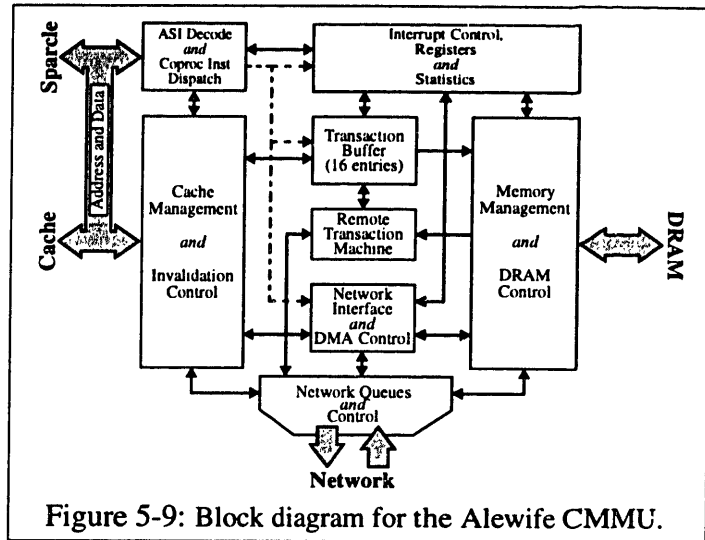 Sparcle
Address and Data
Cache
ASI Decode
and
Coproc Inst
Dispatch
Interrupt Control,
Registers
and
Statistics
Cache
Management
and
Invalidation
Control
Transaction
Buffer
(16 entries)
Remote
Transaction
Machine
Network
Interface
and
DMA Control
Memory
Management
and
DRAM
Control
DRAM
Network Queues
and
Control
Network
Figure 5-9: Block diagram for the Alewife CMMU.